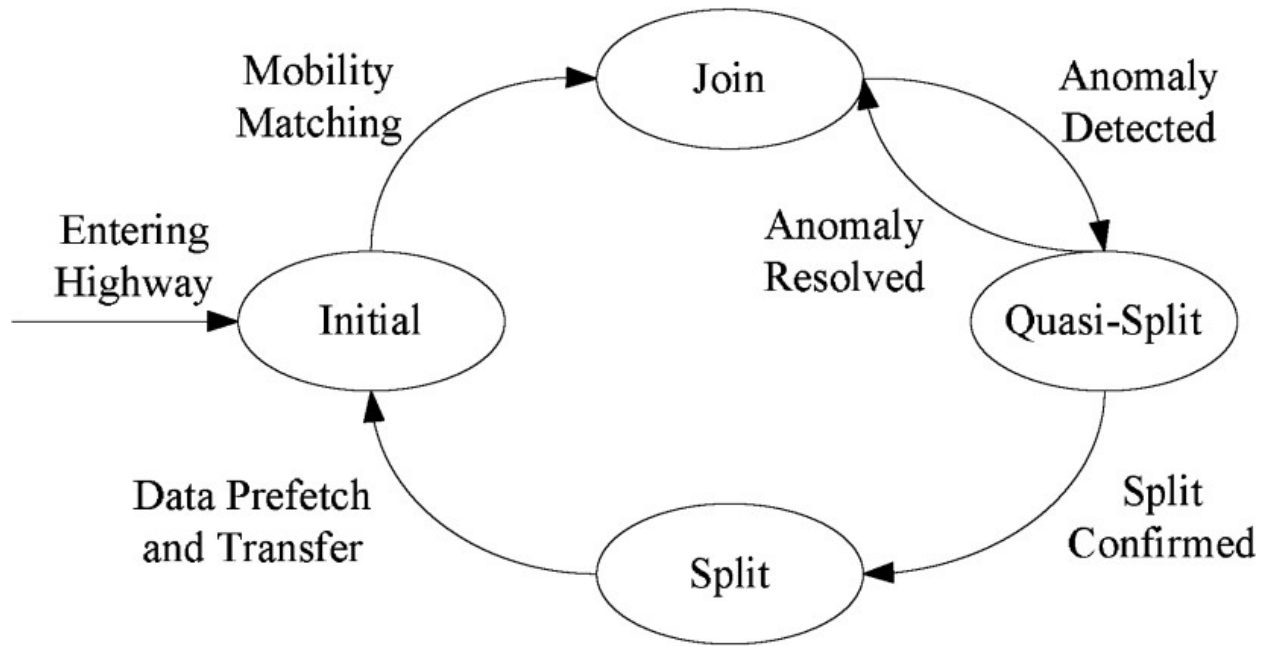 Mobility
Matching
Join
Anomaly
Detected
Entering
Highway
Anomaly
Resolved
Initial
Quasi-Split
Data Prefetch
and Transfer
Split
Split
Confirmed